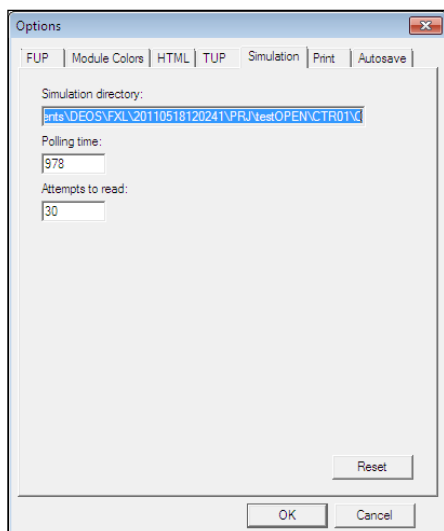 Options
FUP Module Colors HTML TUP Simulation Print Autosave
Simulation directory:
ents\DEOS\FXL\20110518120241\PRJ\testOPEN\CTR01\
Polling time:
978
Attempts to read:
30
Reset
OK Cancel